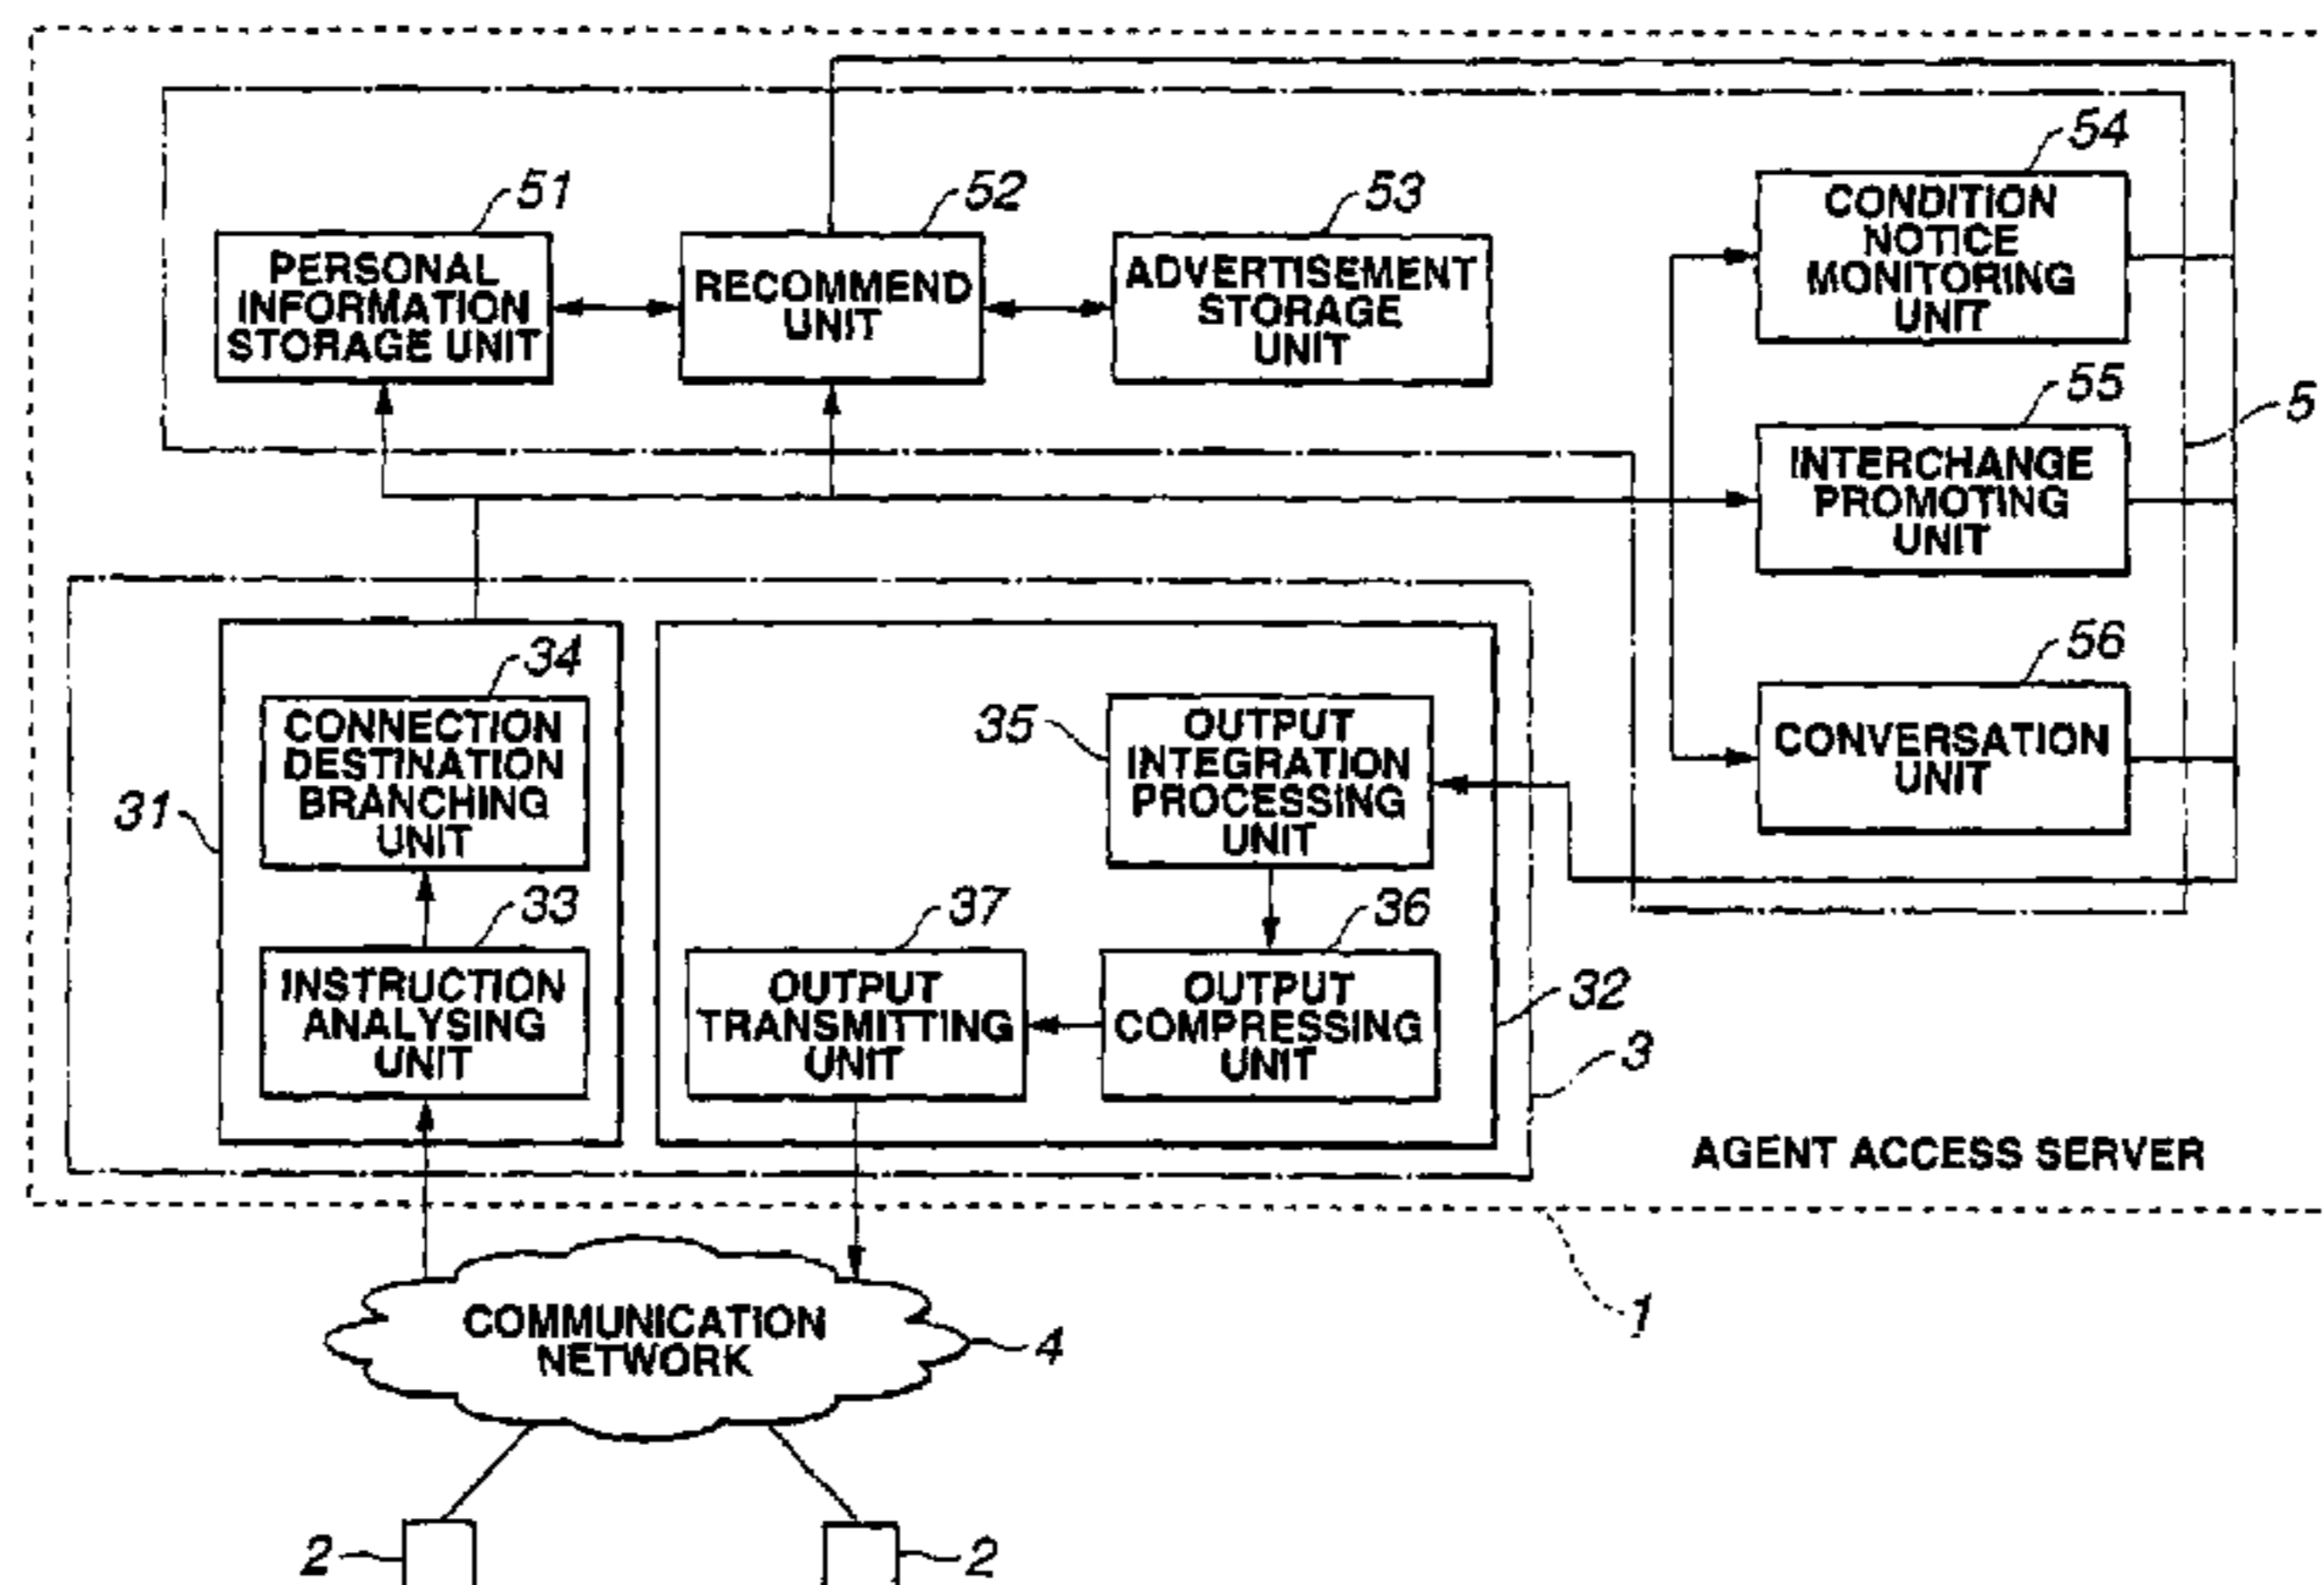 54
CONDITION
NOTICE
MONITORING
UNIT
51
PERSONAL
INFORMATION
STORAGE UNIT
52
RECOMMEND
UNIT
53
ADVERTISEMENT
STORAGE
UNIT
55
INTERCHANGE
PROMOTING
UNIT
5
56
CONVERSATION
UNIT
34
CONNECTION
DESTINATION
BRANCHING
UNIT
31
33
INSTRUCTION
ANALYSING
UNIT
35
OUTPUT
INTEGRATION
PROCESSING
UNIT
37
OUTPUT
TRANSMITTING
UNIT
36
OUTPUT
COMPRESSING
UNIT
32
3
AGENT ACCESS SERVER
1
COMMUNICATION
NETWORK
4
2
2